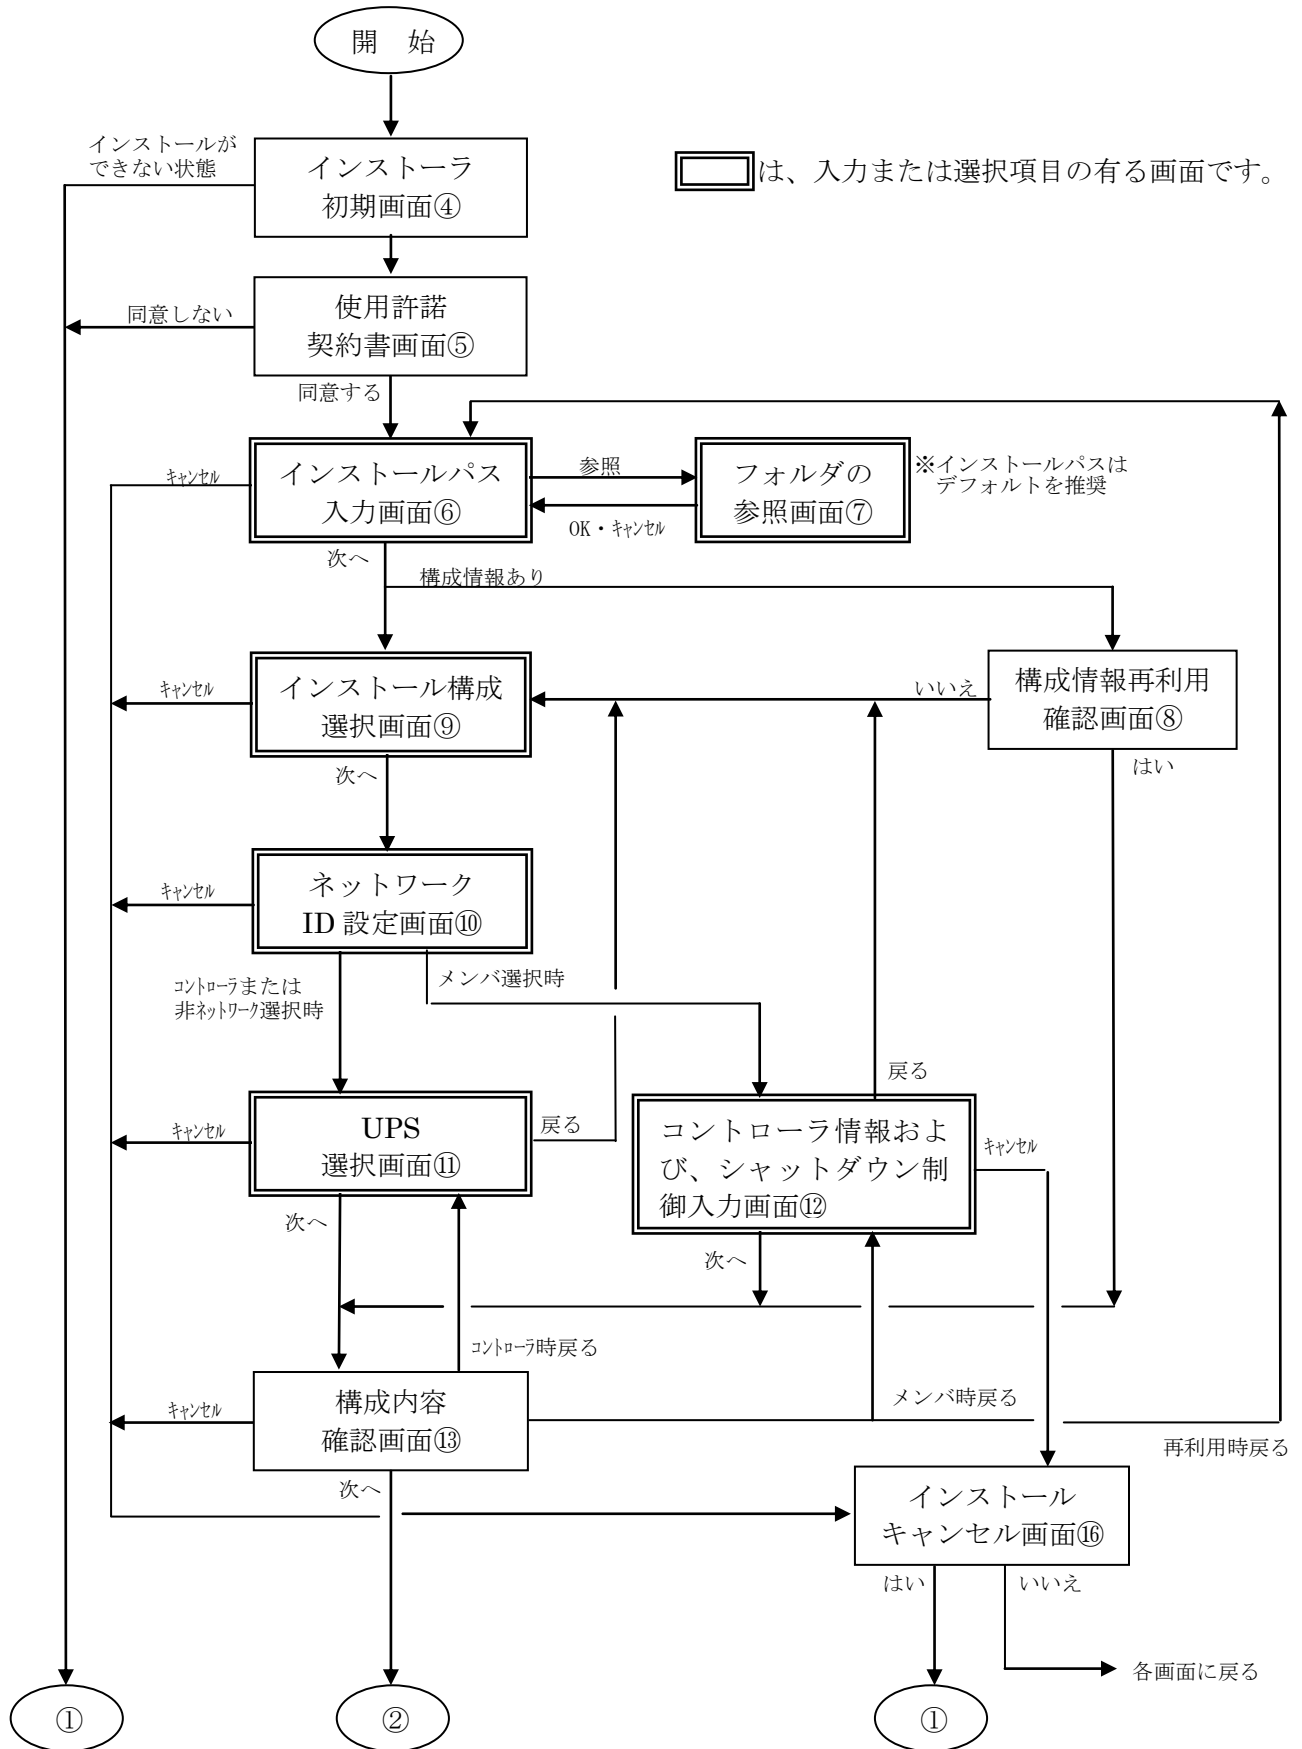 開　始
インストールが
できない状態
インストーラ
初期画面④
は、入力または選択項目の有る画面です。
同意しない
使用許諾
契約書画面⑤
同意する
ｷｬﾝｾﾙ
インストールパス
入力画面⑥
参照
OK・ｷｬﾝｾﾙ
フォルダの
参照画面⑦
※インストールパスは
デフォルトを推奨
次へ
構成情報あり
ｷｬﾝｾﾙ
インストール構成
選択画面⑨
いいえ
構成情報再利用
確認画面⑧
次へ
はい
ｷｬﾝｾﾙ
ネットワーク
ID 設定画面⑩
ｺﾝﾄﾛｰﾗまたは
非ﾈｯﾄﾜｰｸ選択時
メンバ選択時
戻る
ｷｬﾝｾﾙ
UPS
選択画面⑪
戻る
コントローラ情報およ
び、シャットダウン制
御入力画面⑫
ｷｬﾝｾﾙ
次へ
次へ
ｺﾝﾄﾛｰﾗ時戻る
ｷｬﾝｾﾙ
構成内容
確認画面⑬
メンバ時戻る
再利用時戻る
次へ
インストール
キャンセル画面⑯
はい
いいえ
各画面に戻る
①
②
①